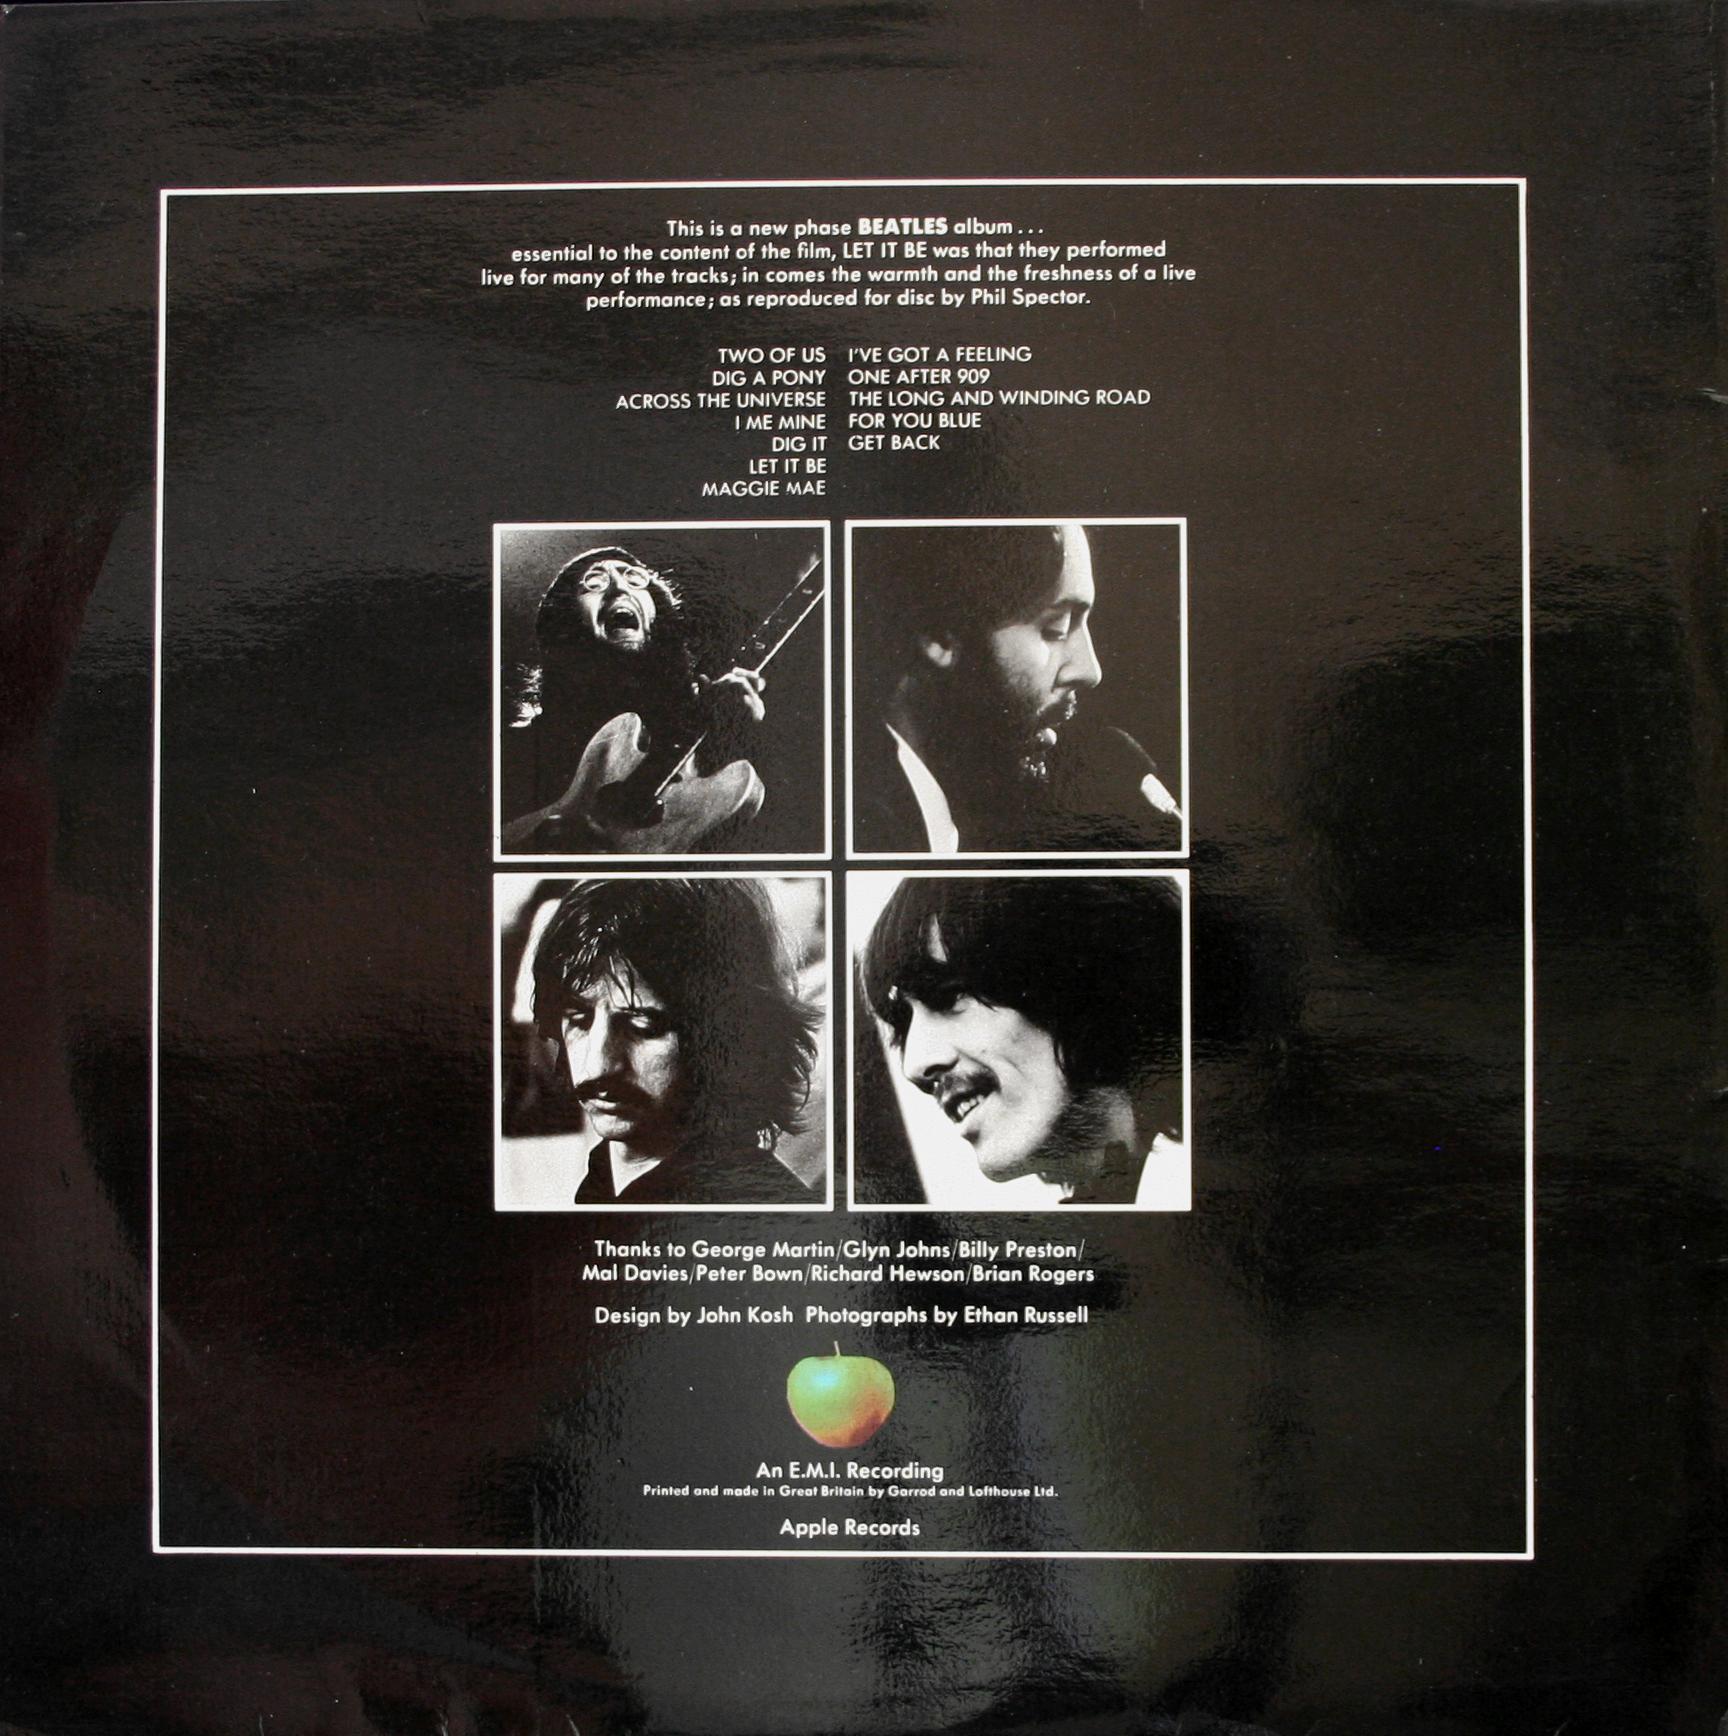 This is a new phase BEATLES album...
essential to the content of the film, LET IT BE was that they performed
live for many of the tracks; in comes the warmth and the freshness of a live
performance; as reproduced for disc by Phil Spector.
TWO OF US
DIG A PONY
ACROSS THE UNIVERSE
I ME MINE
DIG IT
LET IT BE
MAGGIE MAE
I'VE GOT A FEELING
ONE AFTER 909
THE LONG AND WINDING ROAD
FOR YOU BLUE
GET BACK
Thanks to George Martin/Glyn Johns/Billy Preston/
Mal Davies/Peter Bown/Richard Hewson/Brian Rogers
Design by John Kosh Photographs by Ethan Russell
An E.M.I. Recording
Printed and made in Great Britain by Garrod and Lofthouse Ltd.
Apple Records